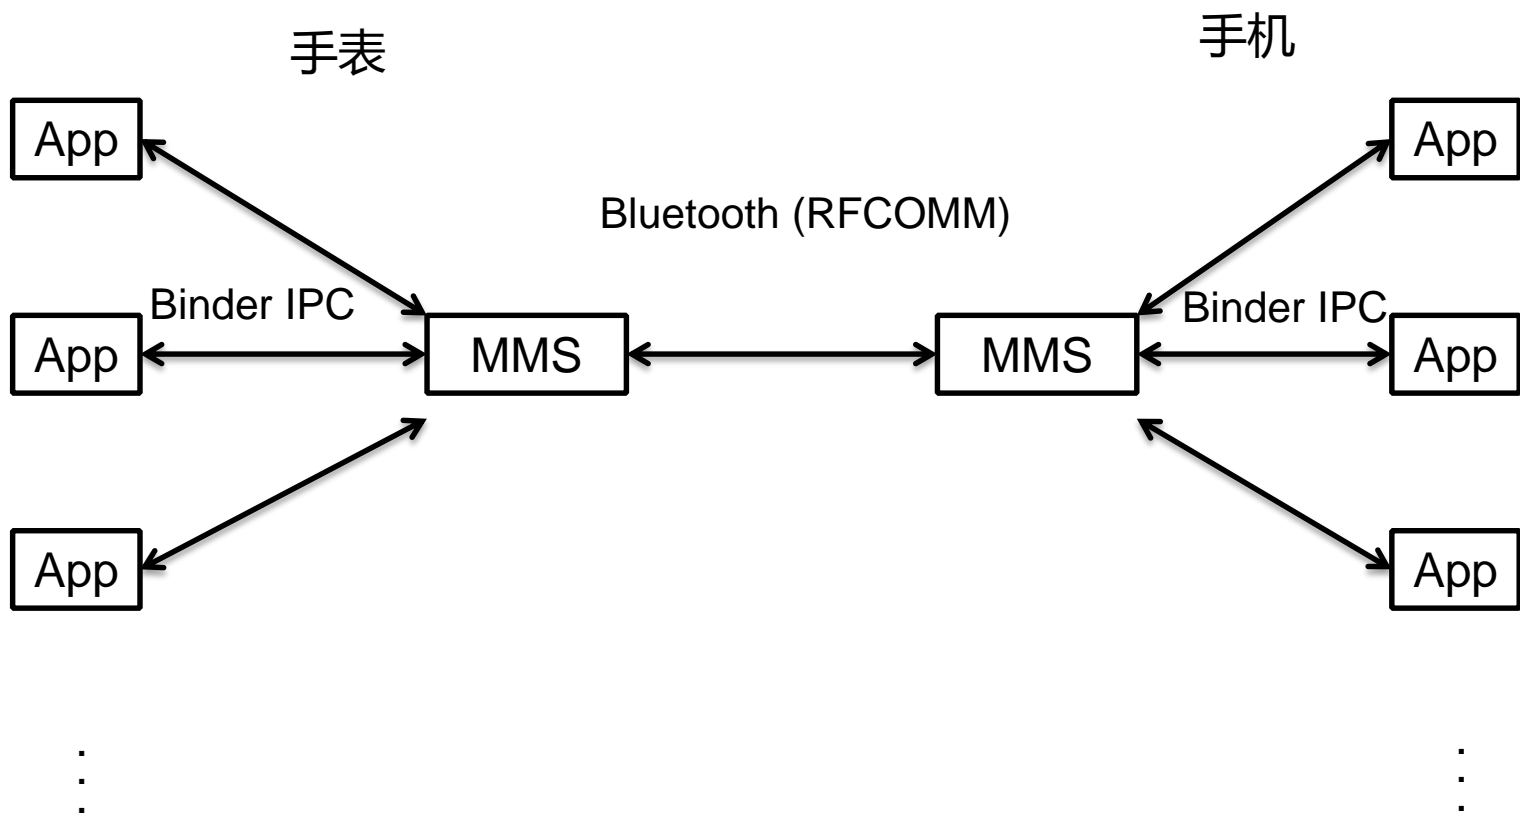 手表
手机
App
App
Bluetooth (RFCOMM)
Binder IPC
Binder IPC
App
MMS
MMS
App
App
App